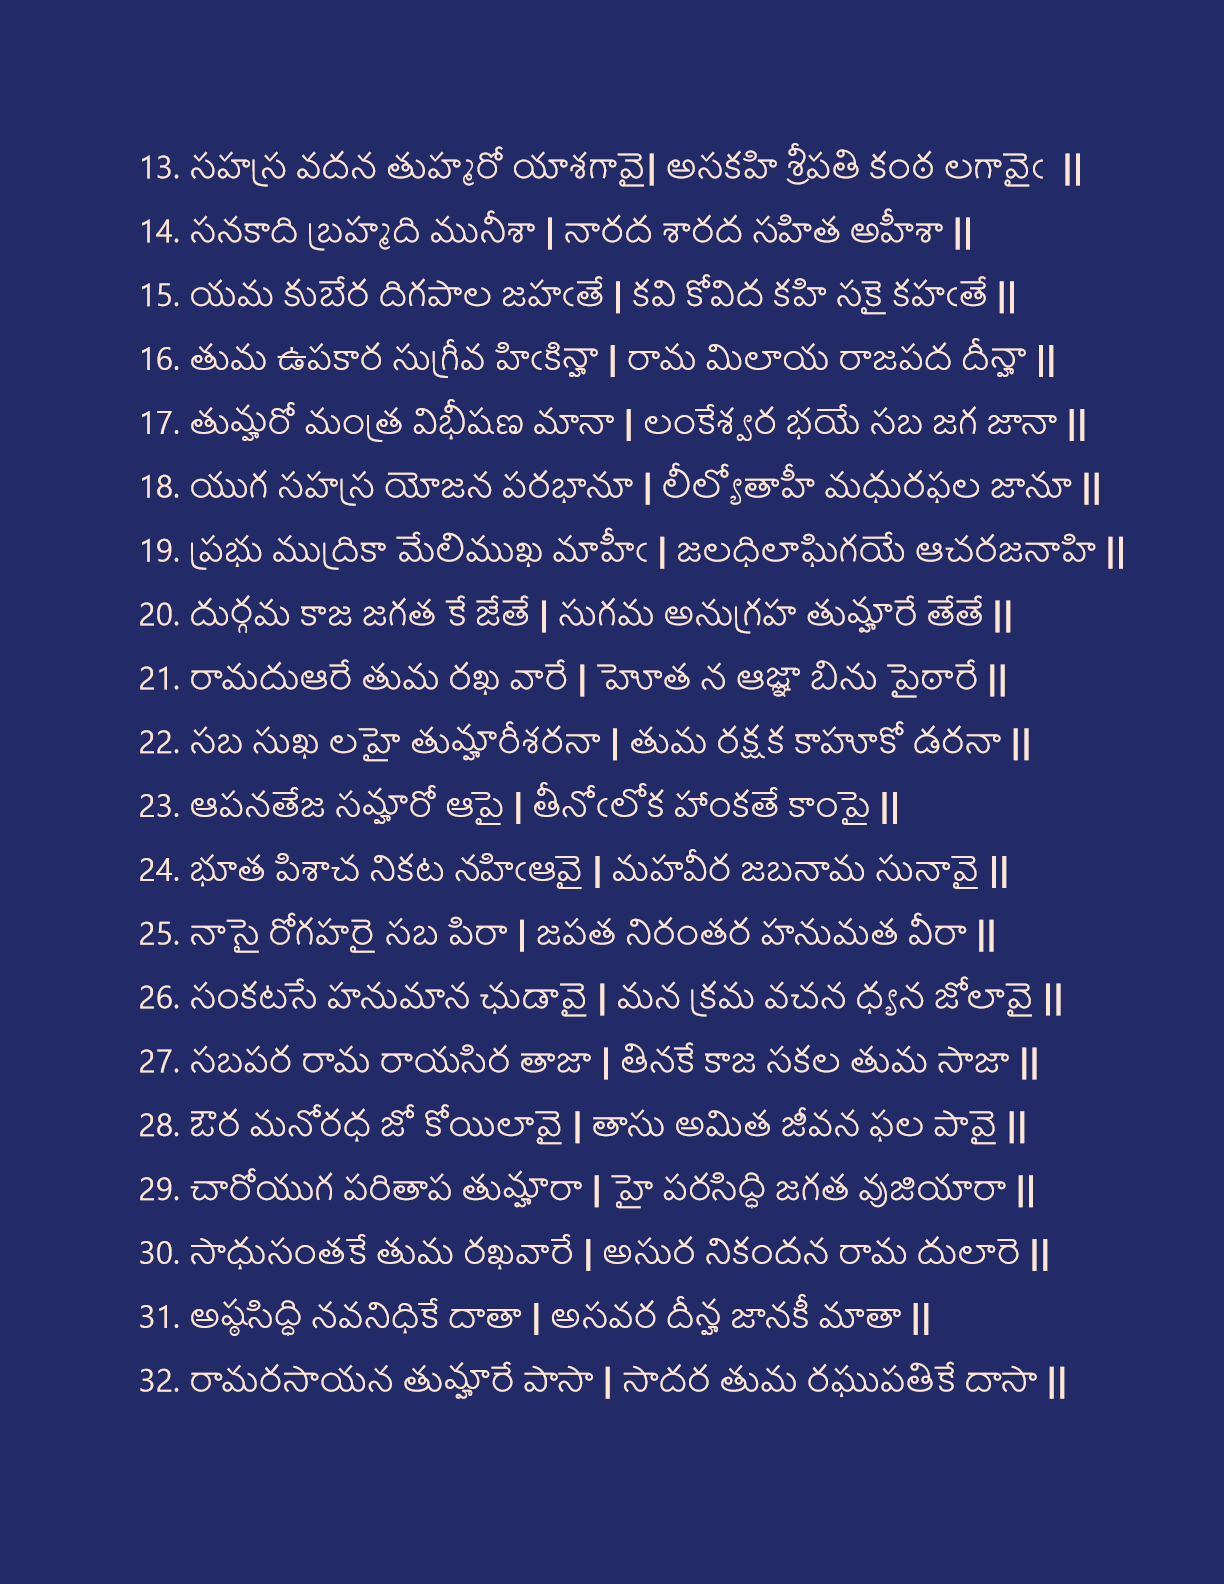 13. సహస్ర వదన తుహ్మరో యాశగావై| అసకహి శ్రీపతి కంఠ లగావైఁ ||
14. సనకాది బ్రహ్మది మునీశా | నారద శారద సహిత అహీశా ||
15. యమ కుబేర దిగపాల జహఁతే | కవి కోవిద కహి సకై కహఁతే ||
16. తుమ ఉపకార సుగ్రీవ హిఁకిన్హా | రామ మిలాయ రాజపద దీన్హా ||
17. తుమ్హరో మంత్ర విభీషణ మానా | లంకేశ్వర భయే సబ జగ జానా ||
18. యుగ సహస్ర యోజన పరభానూ | లీల్యోతాహీ మధురఫల జానూ ||
19. ప్రభు ముద్రికా మేలిముఖ మాహీఁ | జలధిలాఘిగయే ఆచరజనాహి ||
20. దుర్గమ కాజ జగత కే జేతే | సుగమ అనుగ్రహ తుమ్హారే తేతే ||
21. రామదుఆరే తుమ రఖ వారే | హెూత న ఆజ్ఞా బిను పైఠారే ||
22. సబ సుఖ లహై తుమ్హారీశరనా | తుమ రక్షక కాహూకో డరనా ||
23. ఆపనతేజ సమ్హారో ఆపై | తీనోఁలోక హాంకతే కాంపై ||
24. భూత పిశాచ నికట నహిఁఆవై | మహవీర జబనామ సునావై ||
25. నాసై రోగహరై సబ పిరా | జపత నిరంతర హనుమత వీరా ||
26. సంకటసే హనుమాన ఛుడావై | మన క్రమ వచన ధ్యన జోలావై ||
27. సబపర రామ రాయసిర తాజా | తినకే కాజ సకల తుమ సాజా ||
28. ఔర మనోరధ జో కోయిలావై | తాసు అమిత జీవన ఫల పావై ||
29. చారోయుగ పరితాప తుమ్హారా | హై పరసిద్ధి జగత వుజియారా ||
30. సాధుసంతకే తుమ రఖవారే | అసుర నికందన రామ దులారె ||
31. అష్ఠసిద్ధి నవనిధికే దాతా | అసవర దీన్హ జానకీ మాతా ||
32. రామరసాయన తుమ్హారే పాసా | సాదర తుమ రఘుపతికే దాసా ||